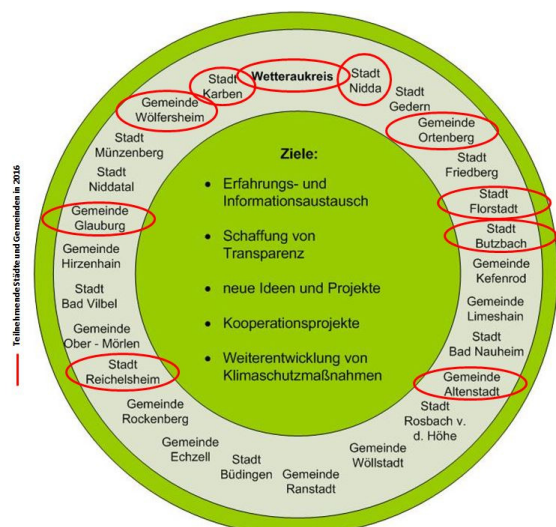 Teilnehmende Städte und Gemeinden in 2016
Wetteraukreis
Stadt
Nidda
Stadt
Gedern
Gemeinde
Ortenberg
Stadt
Friedberg
Stadt
Florstadt
Stadt
Butzbach
Gemeinde
Kefenrod
Gemeinde
Limeshain
Stadt
Bad Nauheim
Gemeinde
Altenstadt
Stadt
Rosbach v.
d. Höhe
Gemeinde
Wöllstadt
Gemeinde
Ranstadt
Stadt
Büdingen
Gemeinde
Echzell
Gemeinde
Rockenberg
Stadt
Reichelsheim
Gemeinde
Ober - Mörlen
Stadt
Bad Vilbel
Gemeinde
Hirzenhain
Gemeinde
Glauburg
Stadt
Niddatal
Stadt
Münzenberg
Gemeinde
Wölfersheim
Stadt
Karben
Ziele:
• Erfahrungs- und
Informationsaustausch
• Schaffung von
Transparenz
• neue Ideen und Projekte
• Kooperationsprojekte
• Weiterentwicklung von
Klimaschutzmaßnahmen